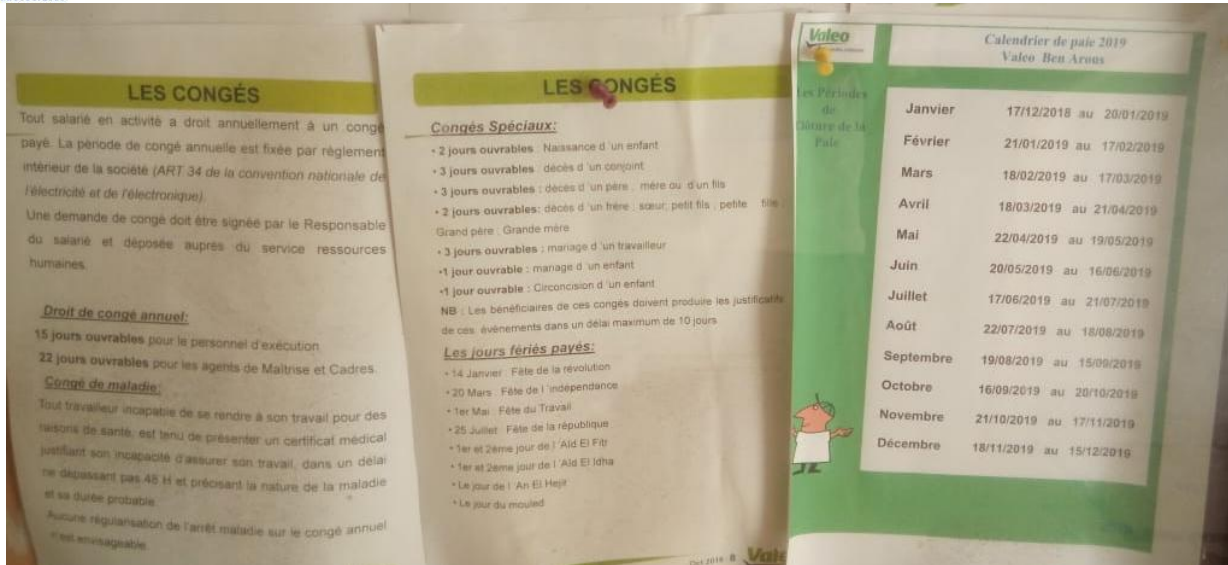 LES CONGÉS
Tout salarié en activité a droit annuellement à un congé
payé. La période de congé annuelle est fixée par règlement
intérieur de la société (ART 34 de la convention nationale de
l'électricité et de l'électronique).
Une demande de congé doit être signée par le Responsable
du salarié et déposée auprès du service ressources
humaines.
Droit de congé annuel:
15 jours ouvrables pour le personnel d'exécution
22 jours ouvrables pour les agents de Maîtrise et Cadres.
Congé de maladie:
Tout travailleur incapable de se rendre à son travail pour des
raisons de santé, est tenu de présenter un certificat médical
justifiant son incapacité d'assurer son travail, dans un délai
ne dépassant pas 48 H et précisant la nature de la maladie
et sa durée probable.
Aucune régularisation de l'arrêt maladie sur le congé annuel
n'est envisageable.
LES CONGÉS
Congés Spéciaux:
• 2 jours ouvrables : Naissance d'un enfant
• 3 jours ouvrables : décès d'un conjoint
• 3 jours ouvrables : décès d'un père , mère ou d'un fils
• 2 jours ouvrables: décès d'un frère , sœur, petit fils , petite fille
Grand père , Grande mère
• 3 jours ouvrables : mariage d'un travailleur
•1 jour ouvrable : mariage d'un enfant
•1 jour ouvrable : Circoncision d'un enfant
NB : Les bénéficiaires de ces congés doivent produire les justificatifs
de ces événements dans un délai maximum de 10 jours
Les jours fériés payés:
• 14 Janvier : Fête de la révolution
• 20 Mars : Fête de l'indépendance
• 1er Mai : Fête du Travail
• 25 Juillet : Fête de la république
• 1er et 2ème jour de l'Aïd El Fitr
• 1er et 2ème jour de l'Aïd El Idha
• Le jour de l'An El Hejir
• Le jour du mouled
8 Valeo
Valeo
Calendrier de paie 2019
Valeo Ben Arous
Les Périodes
de
Clôture de la
Paie
Janvier 17/12/2018 au 20/01/2019
Février 21/01/2019 au 17/02/2019
Mars 18/02/2019 au 17/03/2019
Avril 18/03/2019 au 21/04/2019
Mai 22/04/2019 au 19/05/2019
Juin 20/05/2019 au 16/06/2019
Juillet 17/06/2019 au 21/07/2019
Août 22/07/2019 au 18/08/2019
Septembre 19/08/2019 au 15/09/2019
Octobre 16/09/2019 au 20/10/2019
Novembre 21/10/2019 au 17/11/2019
Décembre 18/11/2019 au 15/12/2019